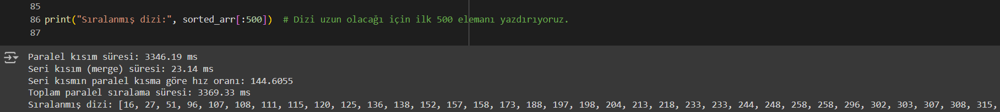 85
86 print("Sıralanmış dizi:", sorted_arr[:500])  # Dizi uzun olacağı için ilk 500 elemanı yazdırıyoruz.
87
Paralel kısım süresi: 3346.19 ms
Seri kısım (merge) süresi: 23.14 ms
Seri kısmın paralel kısma göre hız oranı: 144.6055
Toplam paralel sıralama süresi: 3369.33 ms
Sıralanmış dizi: [16, 27, 51, 96, 107, 108, 111, 115, 120, 125, 136, 138, 152, 157, 158, 173, 188, 197, 198, 204, 213, 218, 233, 233, 244, 248, 258, 258, 296, 302, 303, 307, 308, 315,